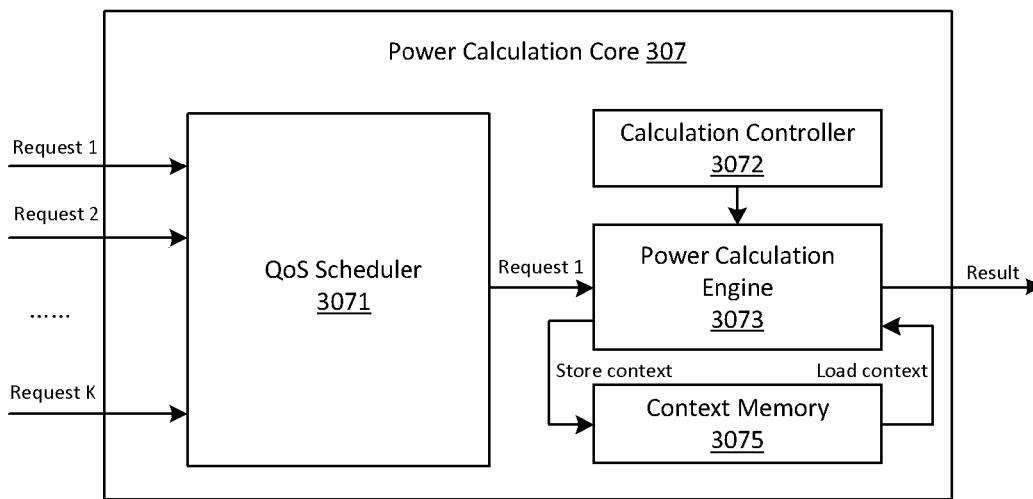 Power Calculation Core 307
Request 1
Request 2
……
Request K
QoS Scheduler
3071
Request 1
Calculation Controller
3072
Power Calculation
Engine
3073
Result
Store context
Load context
Context Memory
3075